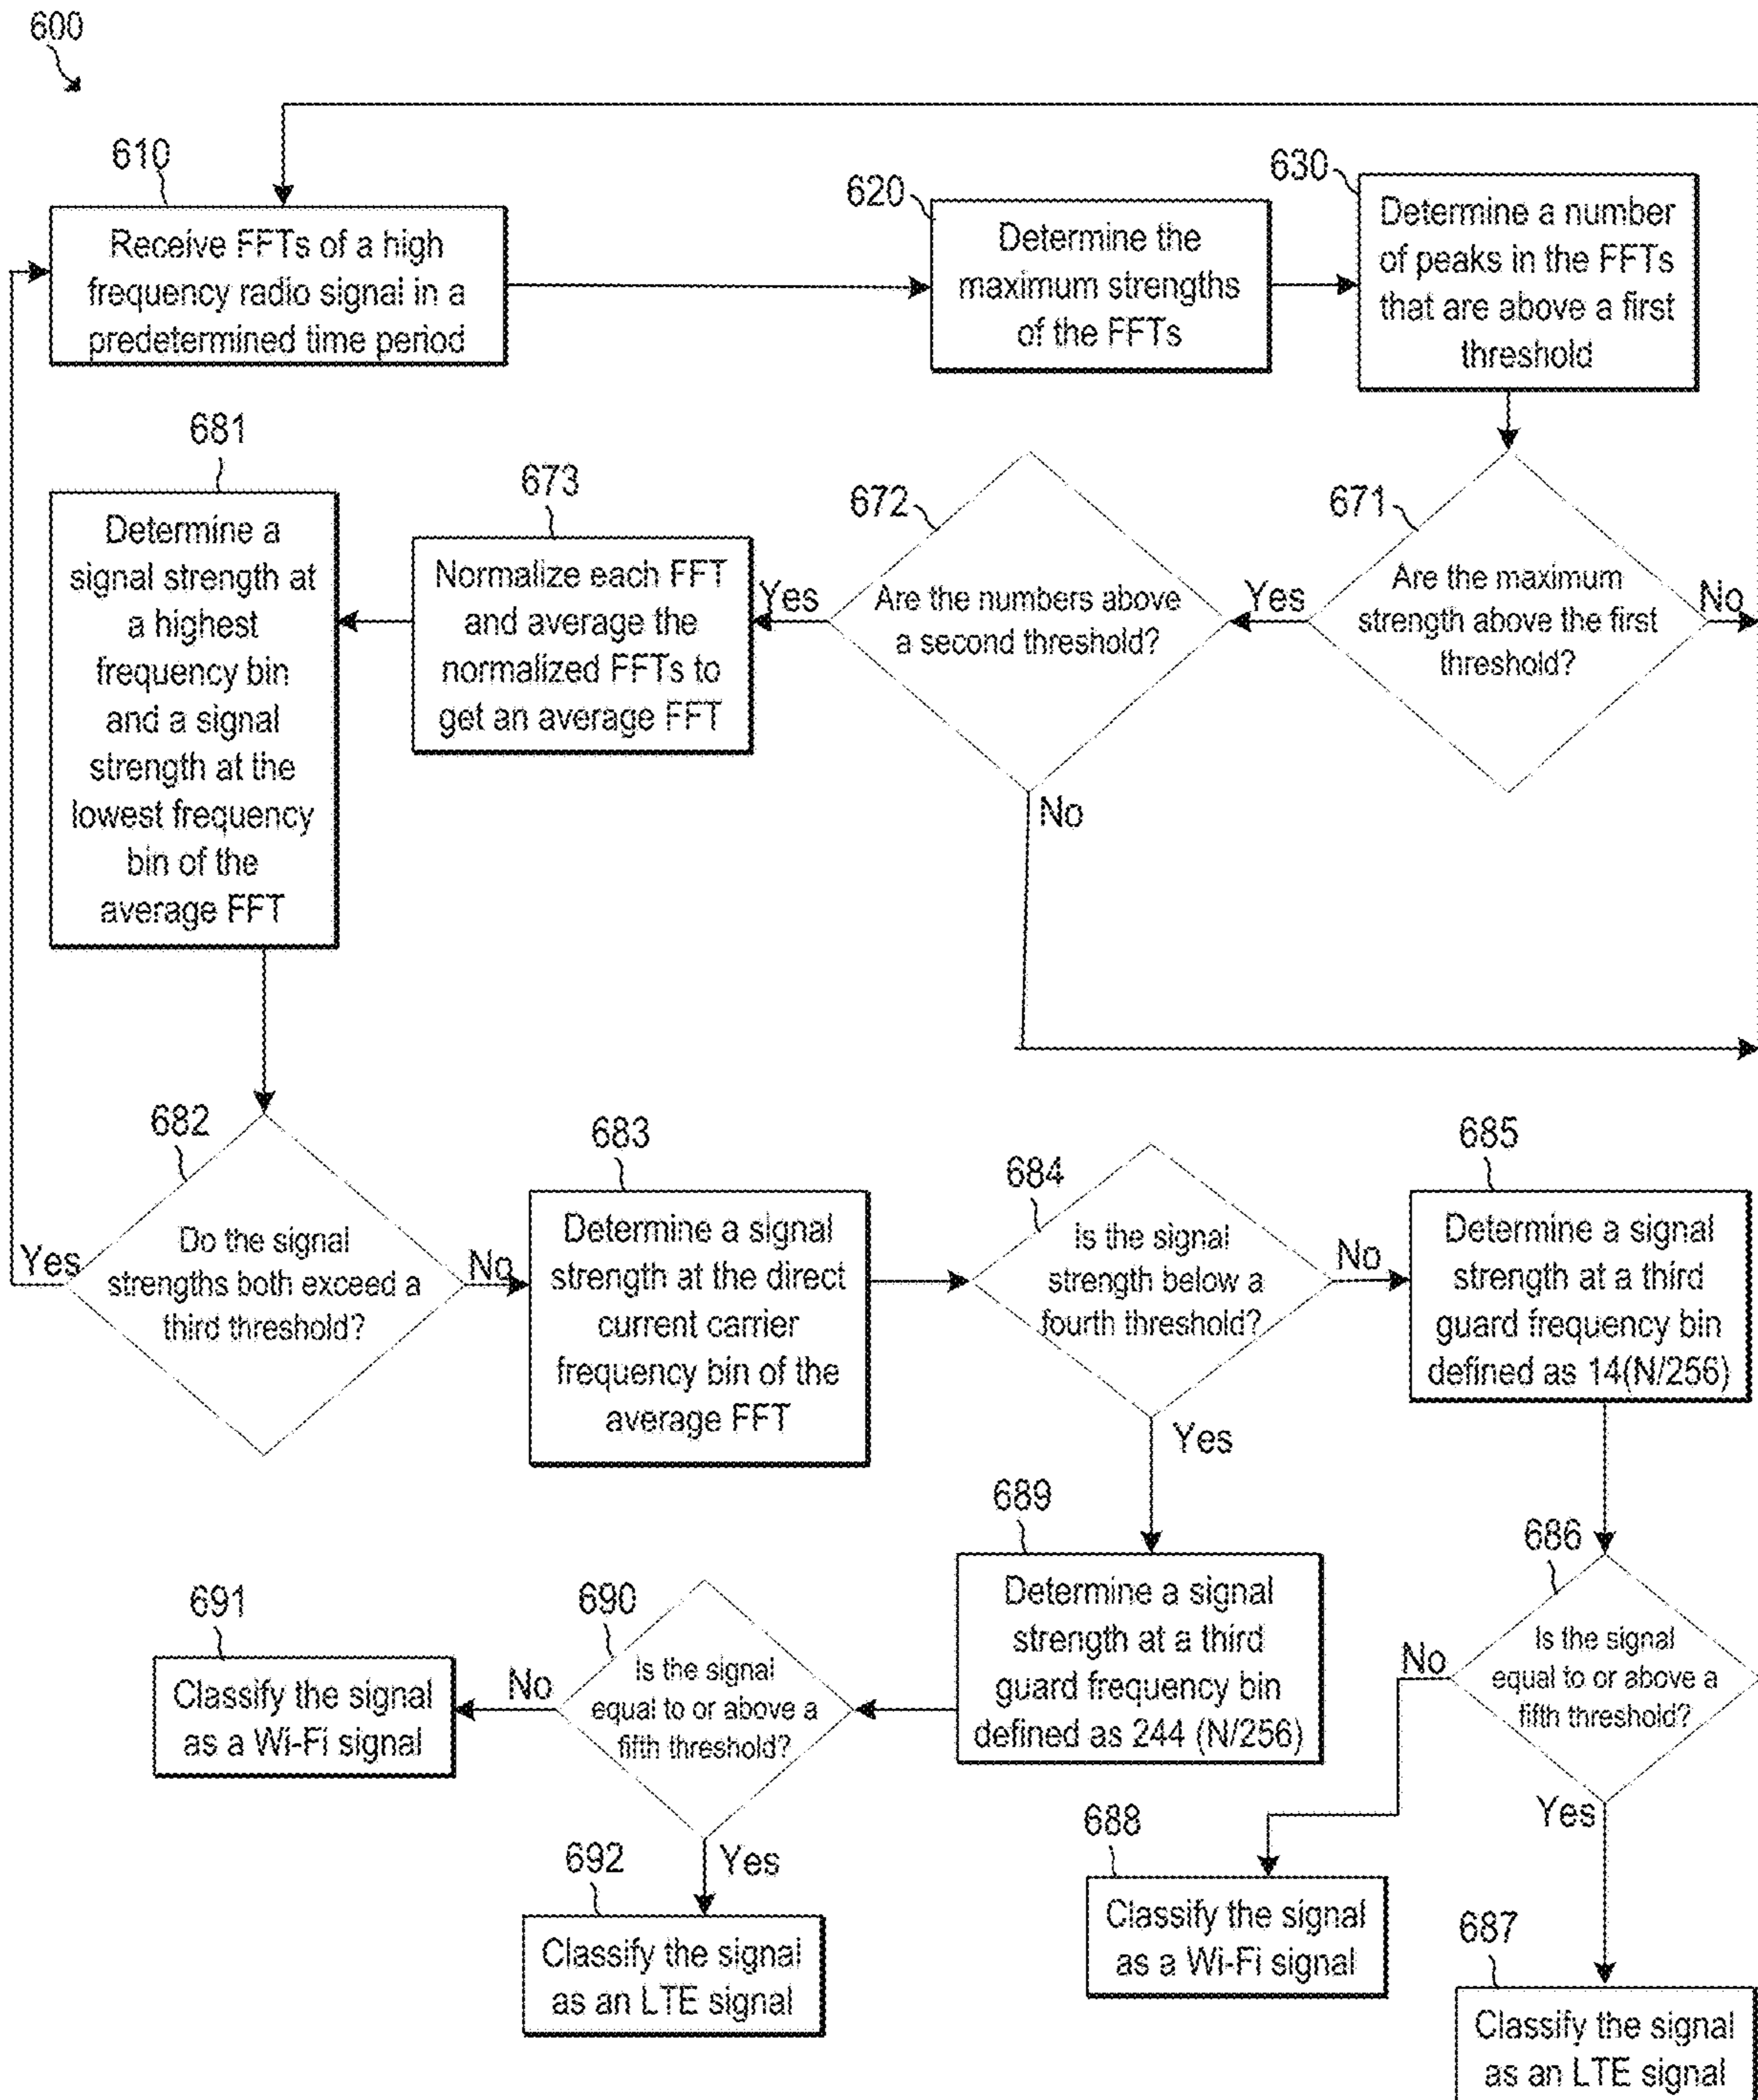 600
610
Receive FFTs of a high
frequency radio signal in a
predetermined time period
620
Determine the
maximum strengths
of the FFTs
630
Determine a number
of peaks in the FFTs
that are above a first
threshold
681
Determine a
signal strength at
a highest
frequency bin
and a signal
strength at the
lowest frequency
bin of the
average FFT
673
Normalize each FFT
and average the
normalized FFTs to
get an average FFT
Yes
672
Are the numbers above
a second threshold?
No
Yes
671
Are the maximum
strength above the first
threshold?
No
682
Do the signal
strengths both exceed a
third threshold?
Yes
No
683
Determine a signal
strength at the direct
current carrier
frequency bin of the
average FFT
684
Is the signal
strength below a
fourth threshold?
No
Yes
685
Determine a signal
strength at a third
guard frequency bin
defined as 14(N/256)
691
Classify the signal
as a Wi-Fi signal
No
690
Is the signal
equal to or above a
fifth threshold?
Yes
689
Determine a signal
strength at a third
guard frequency bin
defined as 244 (N/256)
686
Is the signal
equal to or above a
fifth threshold?
No
Yes
692
Classify the signal
as an LTE signal
688
Classify the signal
as a Wi-Fi signal
687
Classify the signal
as an LTE signal